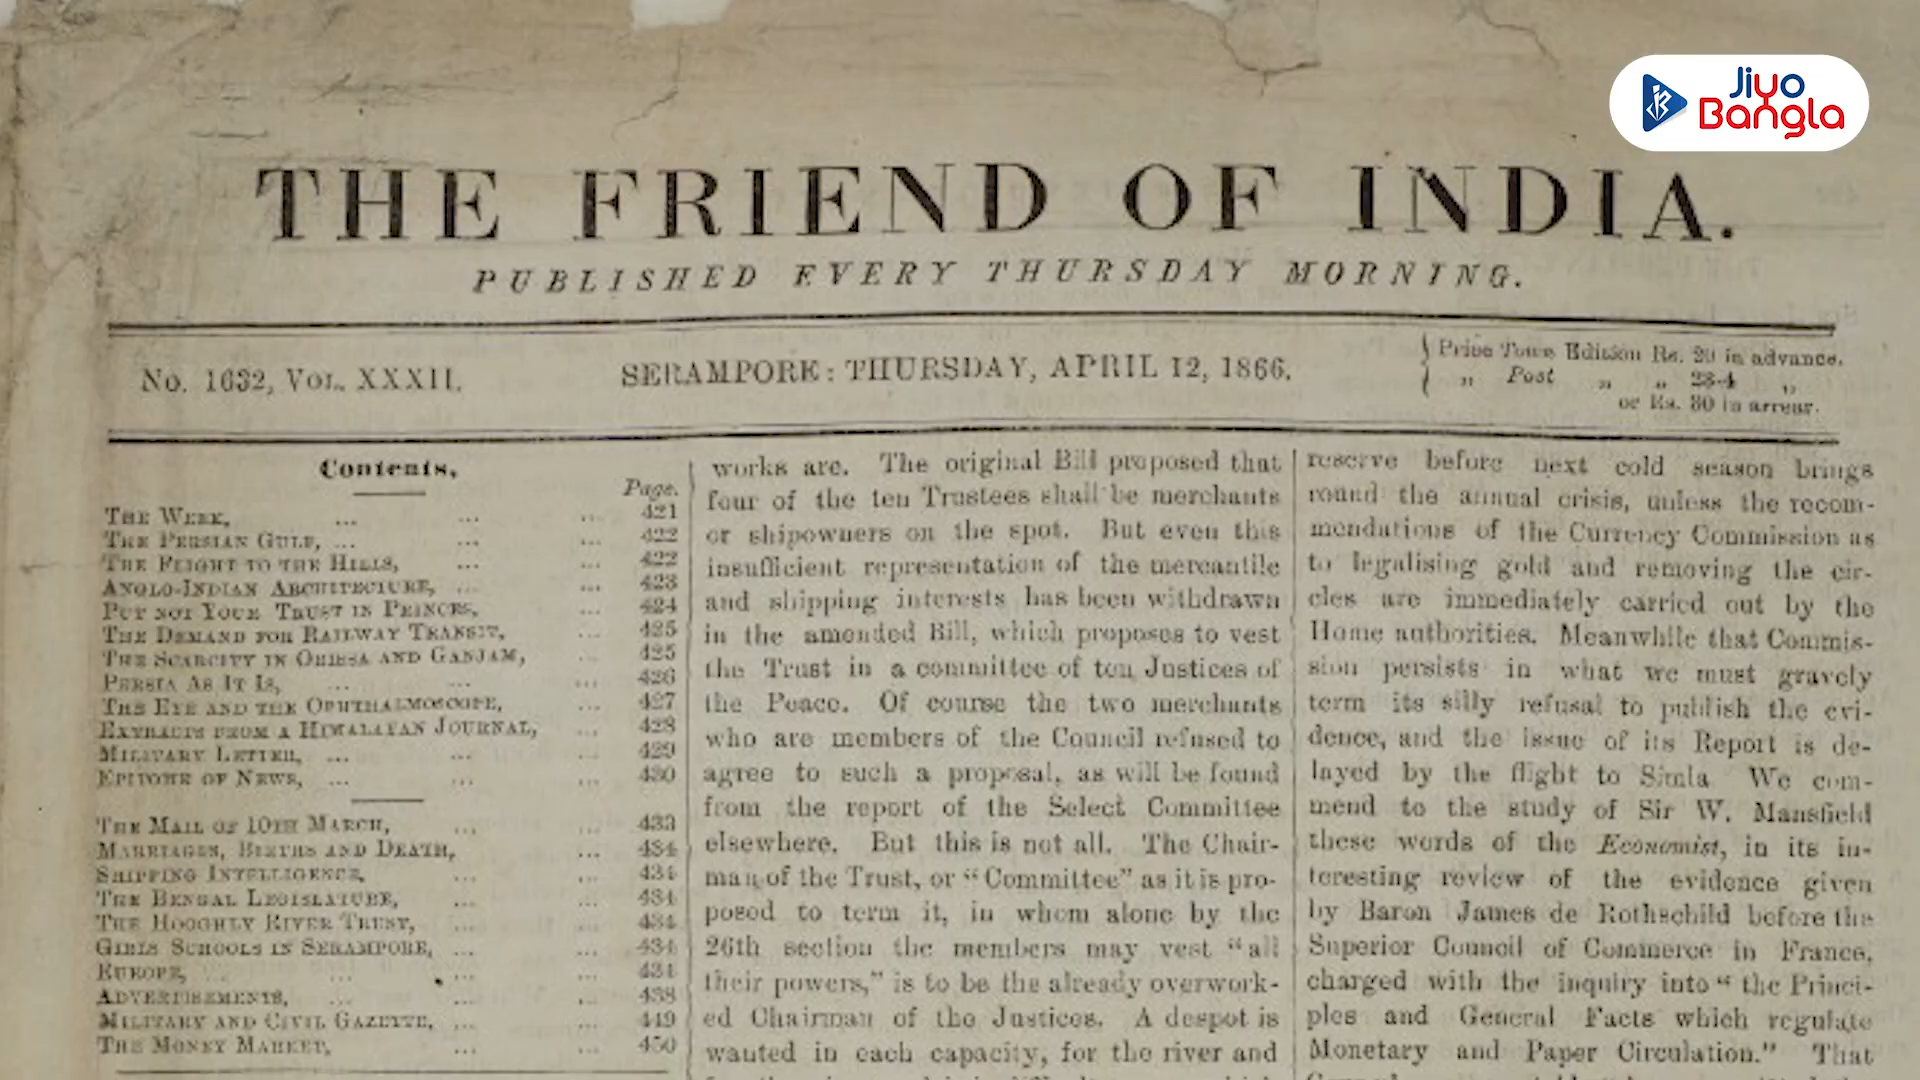 Jiyo
Bangla
THE FRIEND OF INDIA.
PUBLISHED EVERY THURSDAY MORNING.
No. 1632, VOL. XXXII.
SERAMPORE: THURSDAY, APRIL 12, 1866.
Price Town Edition Rs. 20 in advance.
„ Post „ „ 23-4 „
or Rs. 30 in arrear.
Contents.
Page.
THE WEEK, ... ... ... 421
THE PERSIAN GULF, ... ... ... 422
THE FLIGHT TO THE HILLS, ... ... 422
ANGLO-INDIAN ARCHITECTURE, ... ... 423
PUT NOT YOUR TRUST IN PRINCES, ... 424
THE DEMAND FOR RAILWAY TRANSIT, ... 425
THE SCARCITY IN ORISSA AND GANJAM, ... 425
PERSIA AS IT IS, ... ... ... 426
THE EYE AND THE OPHTHALMOSCOPE, ... 427
EXTRACTS FROM A HIMALAYAN JOURNAL, ... 428
MILITARY LETTER, ... ... ... 429
EPITOME OF NEWS, ... ... ... 430
THE MAIL OF 10TH MARCH, ... ... 433
MARRIAGES, BIRTHS AND DEATH, ... 434
SHIPPING INTELLIGENCE, ... ... 434
THE BENGAL LEGISLATURE, ... ... 434
THE HOOGHLY RIVER TRUST, ... ... 434
GIRLS SCHOOLS IN SERAMPORE, ... ... 434
EUROPE, ... ... ... ... 434
ADVERTISEMENTS, ... ... ... 438
MILITARY AND CIVIL GAZETTE, ... ... 449
THE MONEY MARKET, ... ... 450
works are. The original Bill proposed that
four of the ten Trustees shall be merchants
or shipowners on the spot. But even this
insufficient representation of the mercantile
and shipping interests has been withdrawn
in the amended Bill, which proposes to vest
the Trust in a committee of ten Justices of
the Peace. Of course the two merchants
who are members of the Council refused to
agree to such a proposal, as will be found
from the report of the Select Committee
elsewhere. But this is not all. The Chair-
man of the Trust, or “Committee” as it is pro-
posed to term it, in whom alone by the
26th section the members may vest “all
their powers,” is to be the already overwork-
ed Chairman of the Justices. A despot is
wanted in each capacity, for the river and
reserve before next cold season brings
round the annual crisis, unless the recom-
mendations of the Currency Commission as
to legalising gold and removing the cir-
cles are immediately carried out by the
Home authorities. Meanwhile that Commis-
sion persists in what we must gravely
term its silly refusal to publish the evi-
dence, and the issue of its Report is de-
layed by the flight to Simla. We com-
mend to the study of Sir W. Mansfield
these words of the Economist, in its in-
teresting review of the evidence given
by Baron James de Rothschild before the
Superior Council of Commerce in France,
charged with the inquiry into “the Princi-
ples and General Facts which regulate
Monetary and Paper Circulation.” That